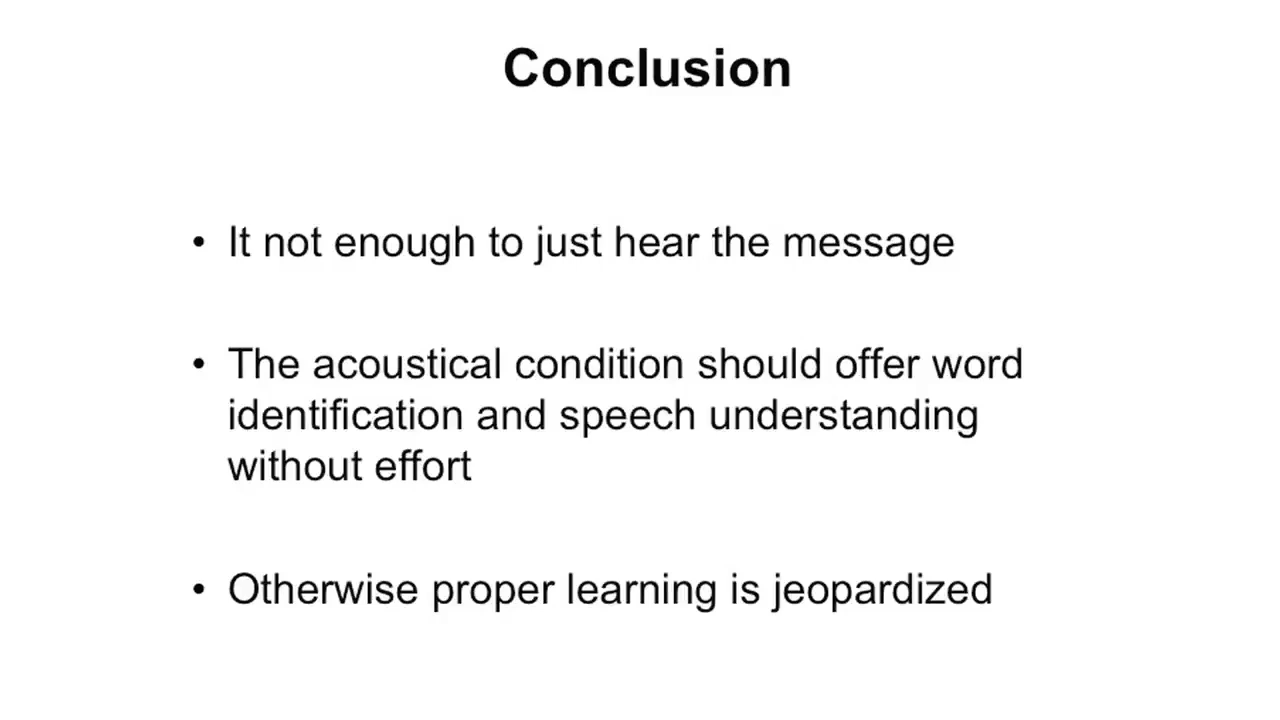 Conclusion
• It not enough to just hear the message
• The acoustical condition should offer word
identification and speech understanding
without effort
• Otherwise proper learning is jeopardized